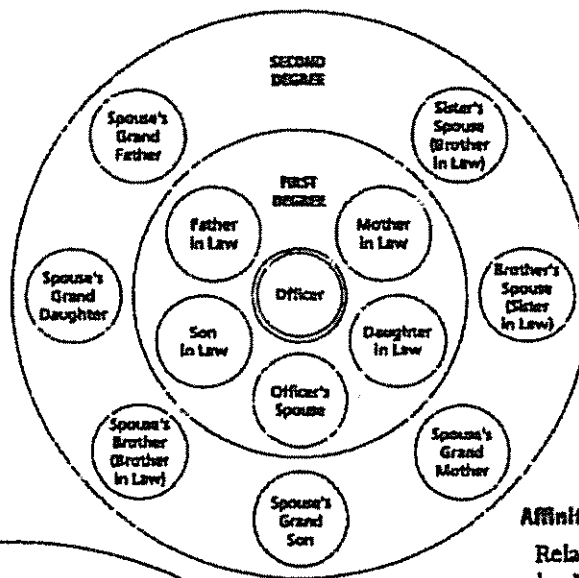 SECOND
DEGREE
Spouse's
Grand
Father
Sister's
Spouse
(Brother
in Law)
FIRST
DEGREE
Father
in Law
Mother
in Law
Spouse's
Grand
Daughter
Officer
Brother's
Spouse
(Sister
in Law)
Son
in Law
Daughter
in Law
Officer's
Spouse
Spouse's
Brother
(Brother
in Law)
Spouse's
Grand
Mother
Spouse's
Grand
Son